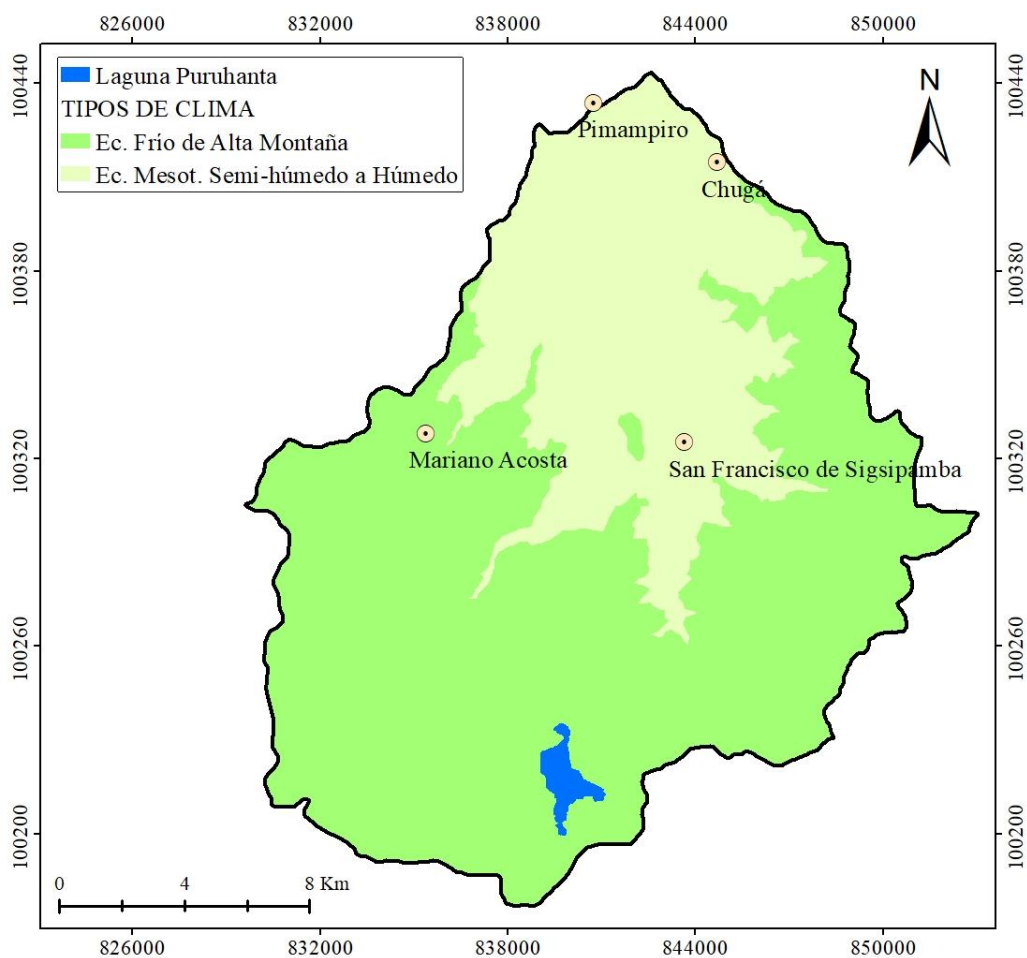 826000 832000 838000 844000 850000
Laguna Puruhanta
TIPOS DE CLIMA
Ec. Frío de Alta Montaña
Ec. Mesot. Semi-húmedo a Húmedo
N
Pimampiro
Chugá
Mariano Acosta
San Francisco de Sigsipamba
100440
100380
100320
100260
100200
100440
100380
100320
100260
100200
0 4 8 Km
826000 832000 838000 844000 850000